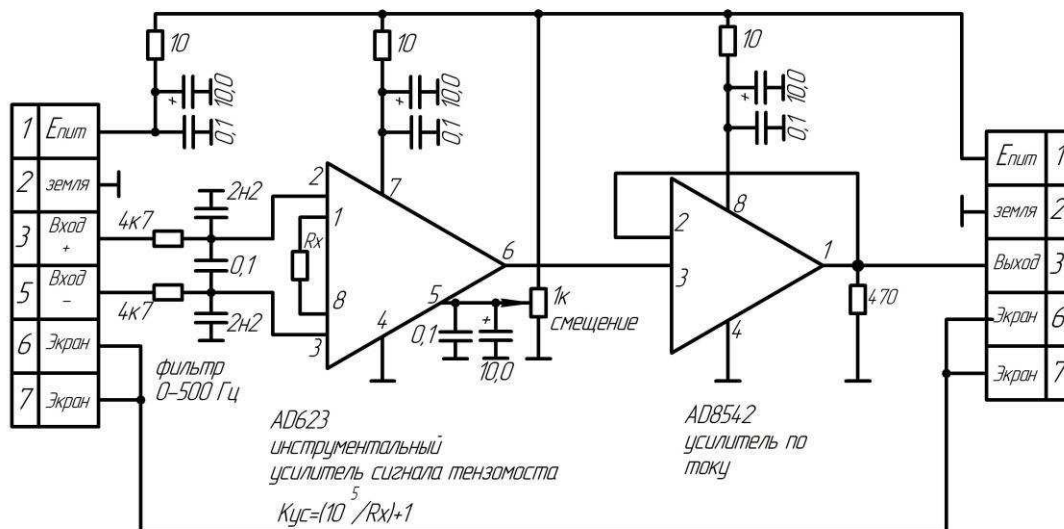 10
10,0
0,1
10
10,0
0,1
10
10,0
0,1
1 Eпит
2 земля
3 Вход +
5 Вход –
6 Экран
7 Экран
4к7
4к7
2н2
0,1
2н2
фильтр
0–500 Гц
2
1
Rx
8
3
7
6
5
4
0,1
10,0
1к
смещение
AD623
инструментальный
усилитель сигнала тензомоста
Кус=(10⁵/Rx)+1
2
3
8
1
4
470
AD8542
усилитель по
току
Eпит 1
земля 2
Выход 3
Экран 6
Экран 7